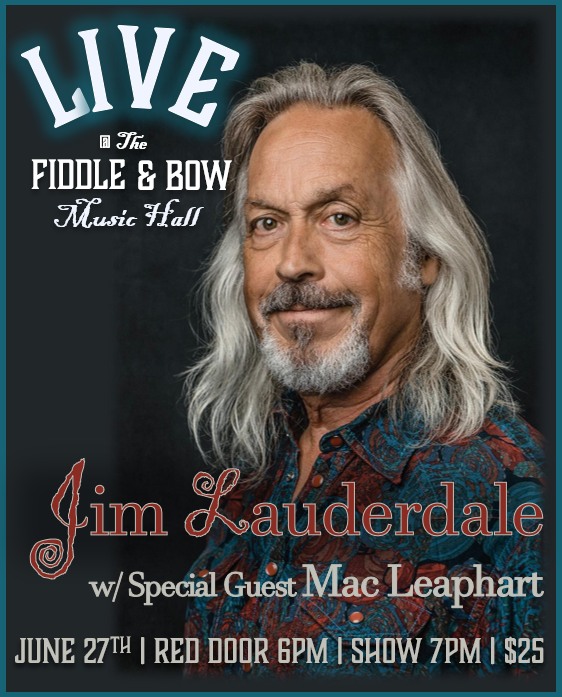 LIVE
@ The
FIDDLE & BOW
Music Hall
Jim Lauderdale
w/ Special Guest Mac Leaphart
JUNE 27TH | RED DOOR 6PM | SHOW 7PM | $25